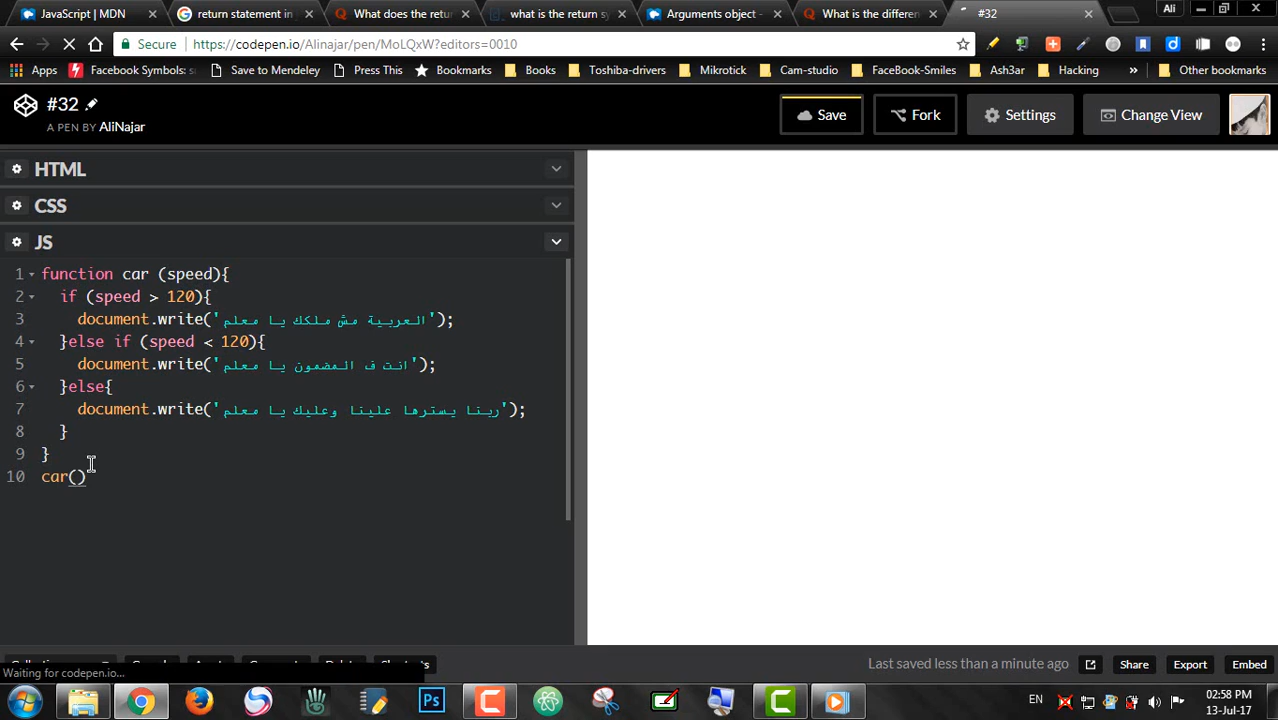 JavaScript | MDN
return statement in
What does the retu
what is the return sy
Arguments object -
What is the differen
#32
Ali
Secure
https://codepen.io/Alinajar/pen/MoLQxW?editors=0010
Apps
Facebook Symbols: s
Save to Mendeley
Press This
Bookmarks
Books
Toshiba-drivers
Mikrotick
Cam-studio
FaceBook-Smiles
Ash3ar
Hacking
»
Other bookmarks
#32
A PEN BY AliNajar
Save
Fork
Settings
Change View
HTML
CSS
JS
1 function car (speed){
2 if (speed > 120){
3 document.write('العربية مش ملكك يا معلم');
4 }else if (speed < 120){
5 document.write('انت ف المضمون يا معلم');
6 }else{
7 document.write('ربنا يسترها علينا وعليك يا معلم');
8 }
9 }
10 car()
Waiting for codepen.io...
Last saved less than a minute ago
Share
Export
Embed
Ps
EN
02:58 PM
13-Jul-17